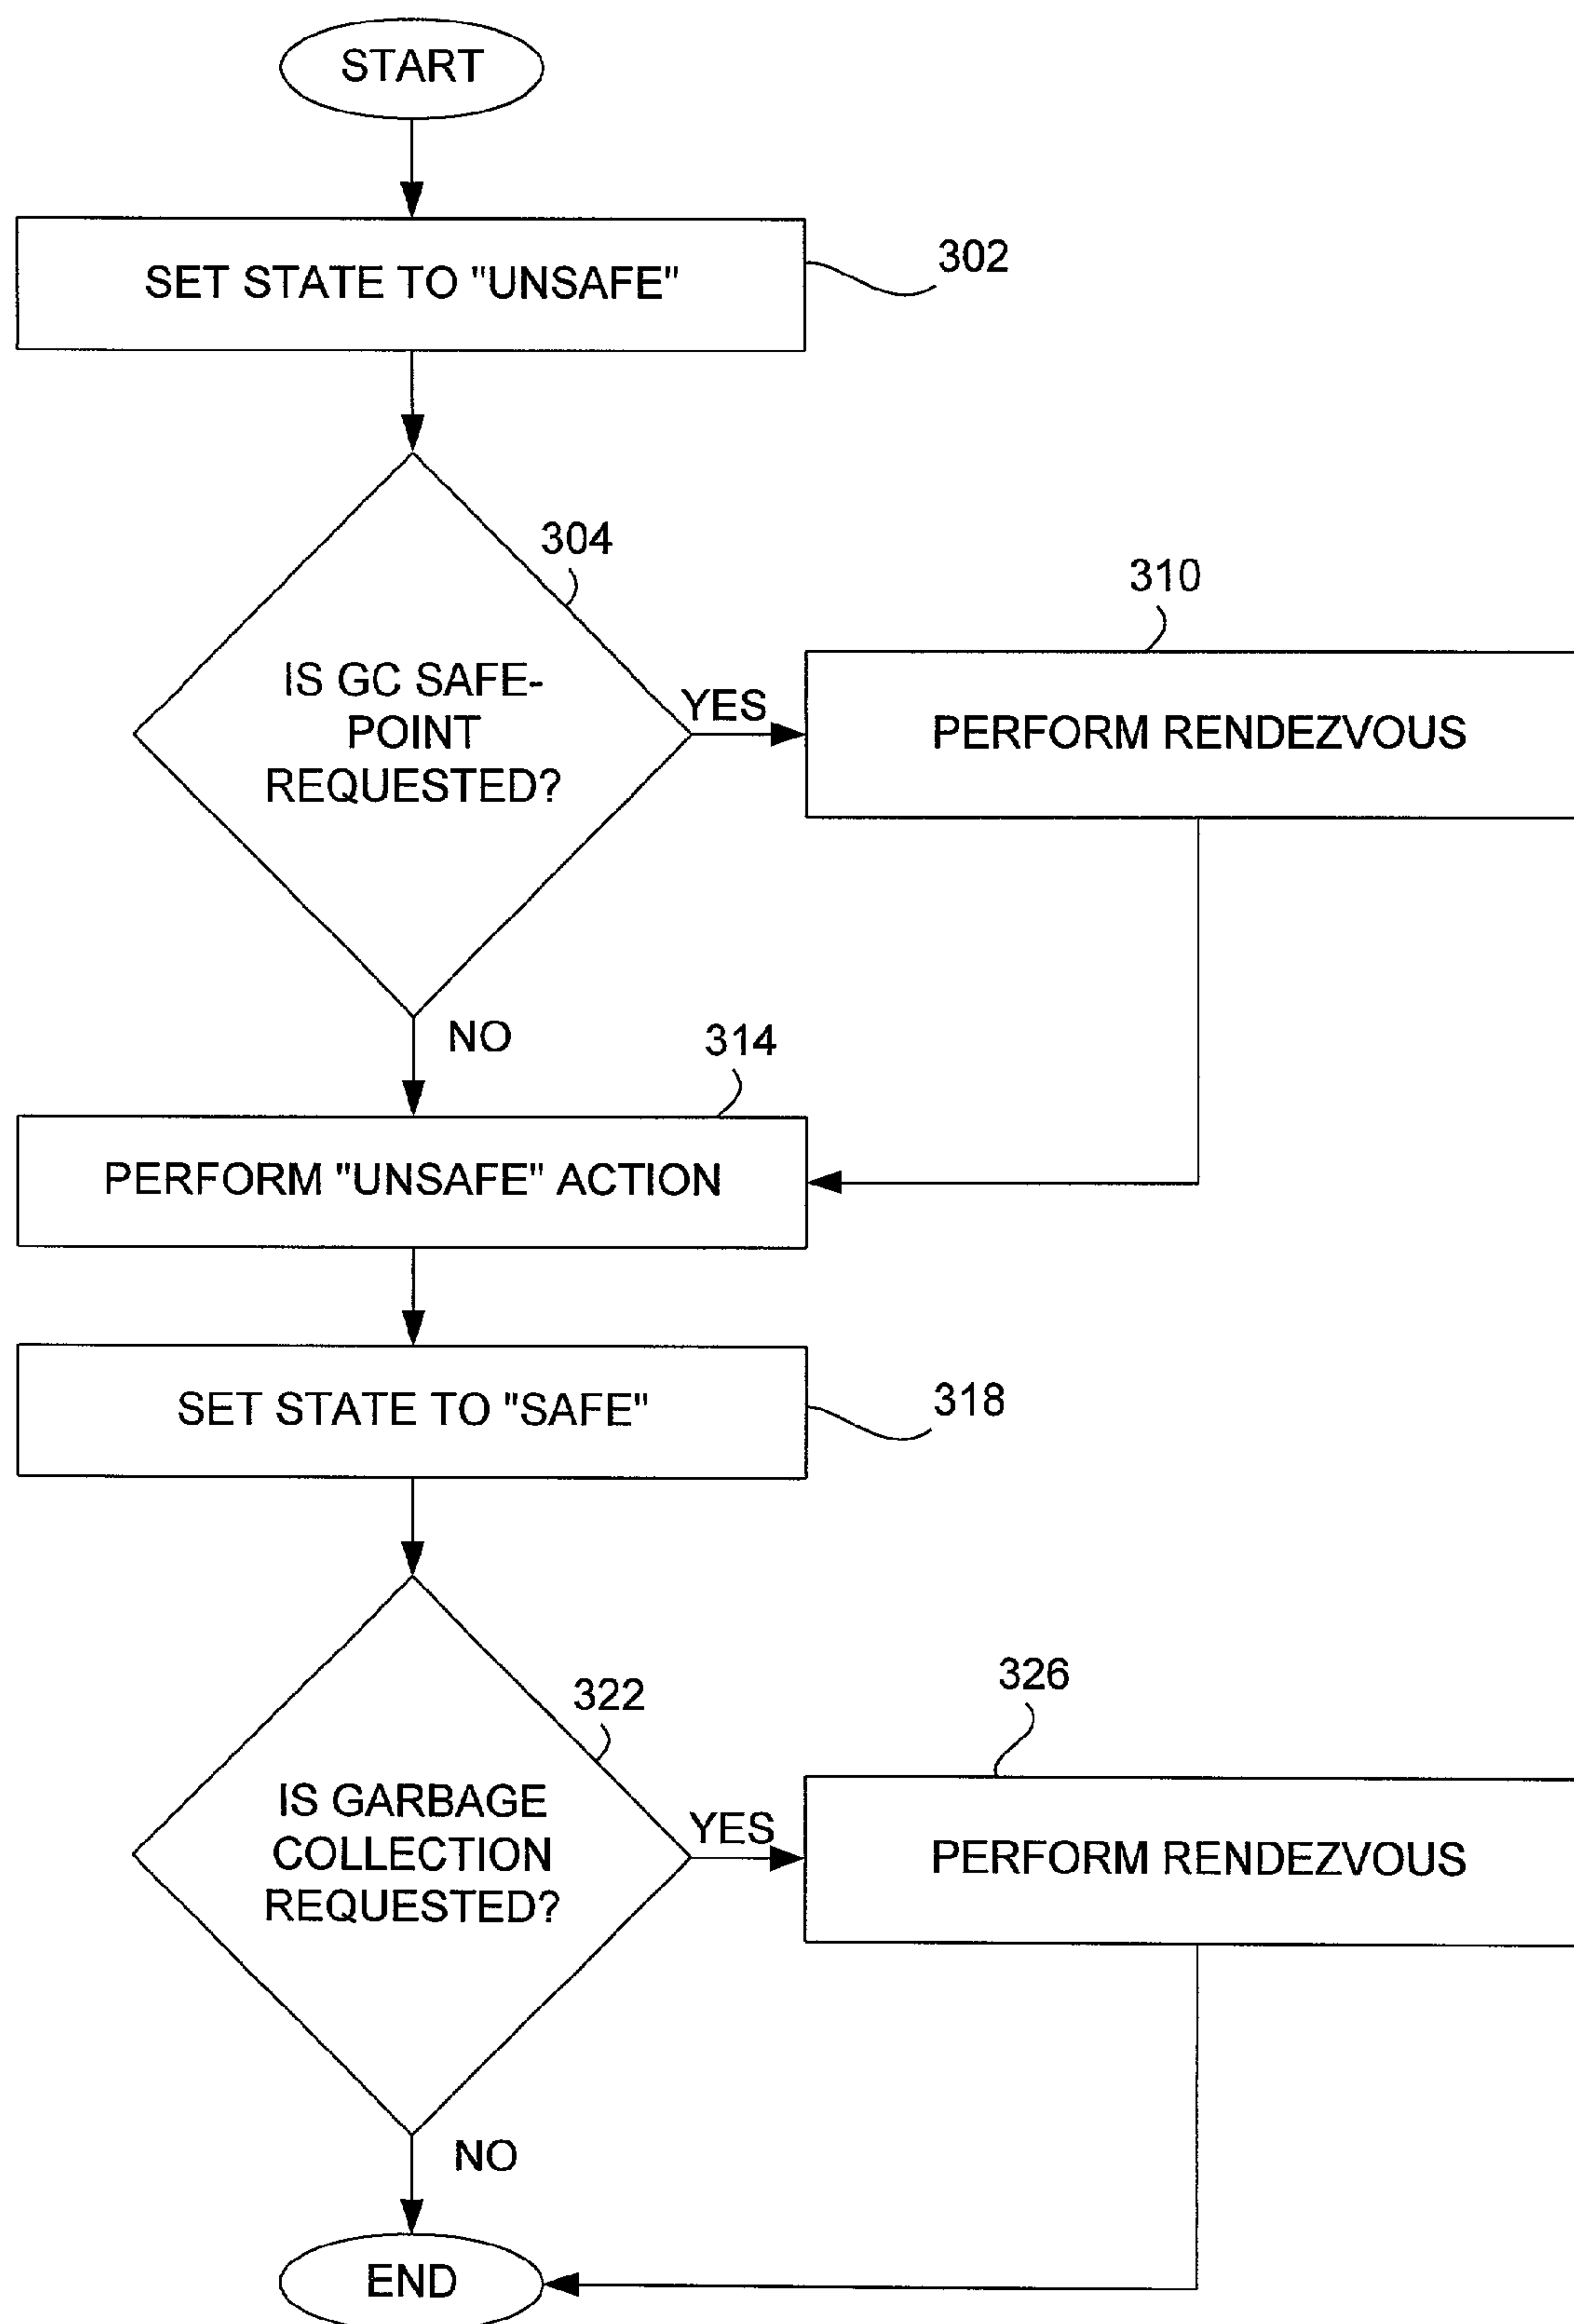 START
SET STATE TO "UNSAFE"
302
304
IS GC SAFE-
POINT
REQUESTED?
YES
310
PERFORM RENDEZVOUS
NO
314
PERFORM "UNSAFE" ACTION
SET STATE TO "SAFE"
318
322
IS GARBAGE
COLLECTION
REQUESTED?
YES
326
PERFORM RENDEZVOUS
NO
END